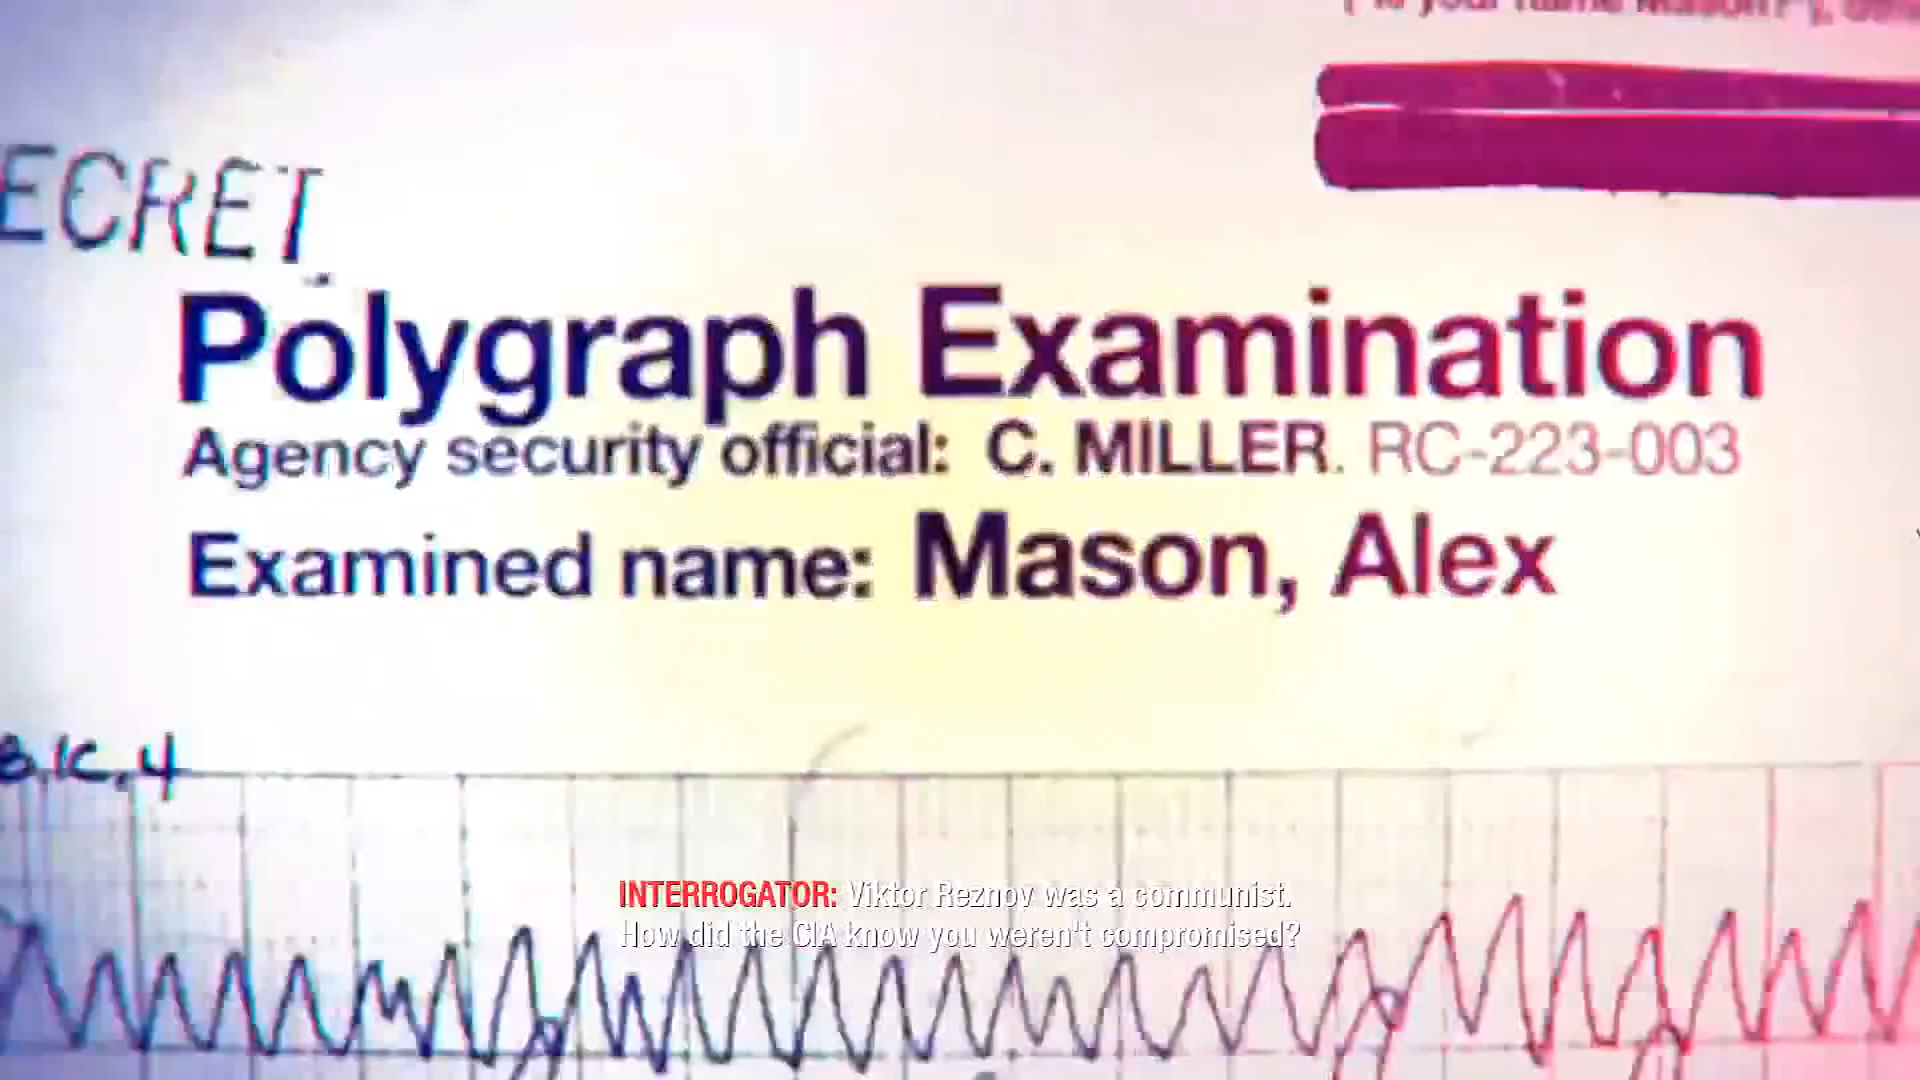 ECRET
Polygraph Examination
Agency security official: C. MILLER. RC-223-003
Examined name: Mason, Alex
INTERROGATOR: Viktor Reznov was a communist.
How did the CIA know you weren't compromised?